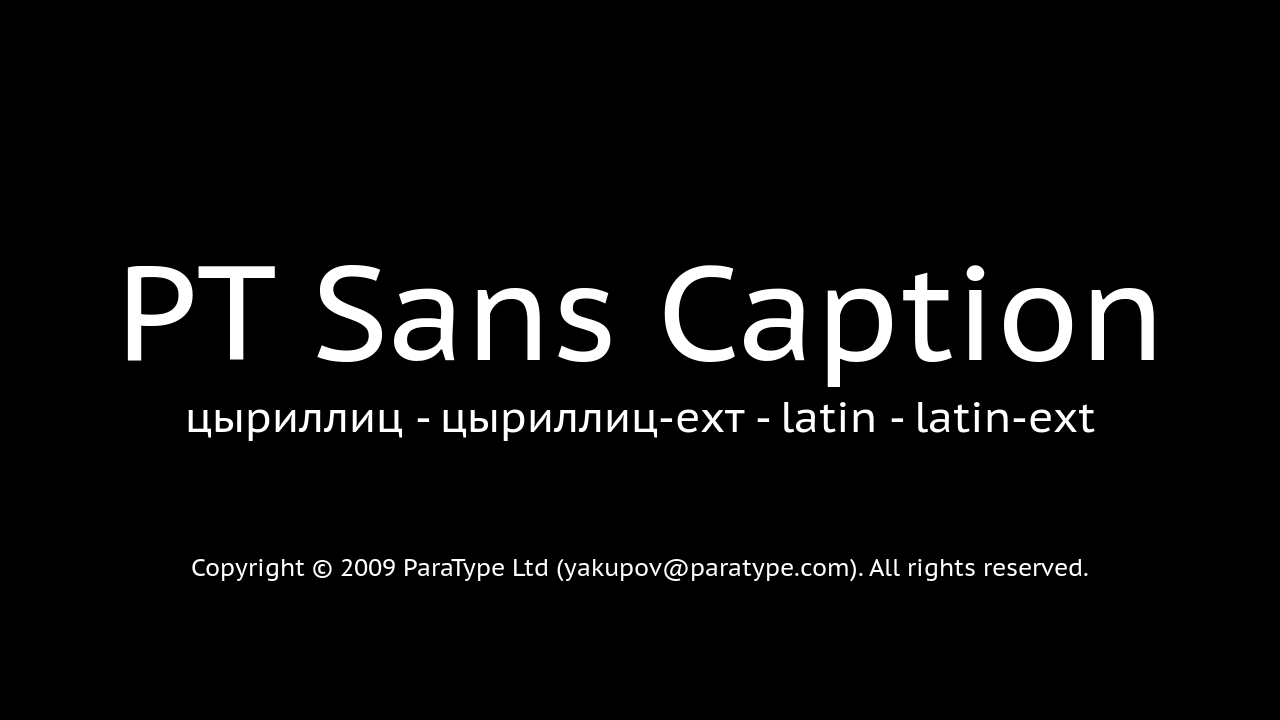 PT Sans Caption
цыриллиц - цыриллиц-ехт - latin - latin-ext
Copyright © 2009 ParaType Ltd (yakupov@paratype.com). All rights reserved.